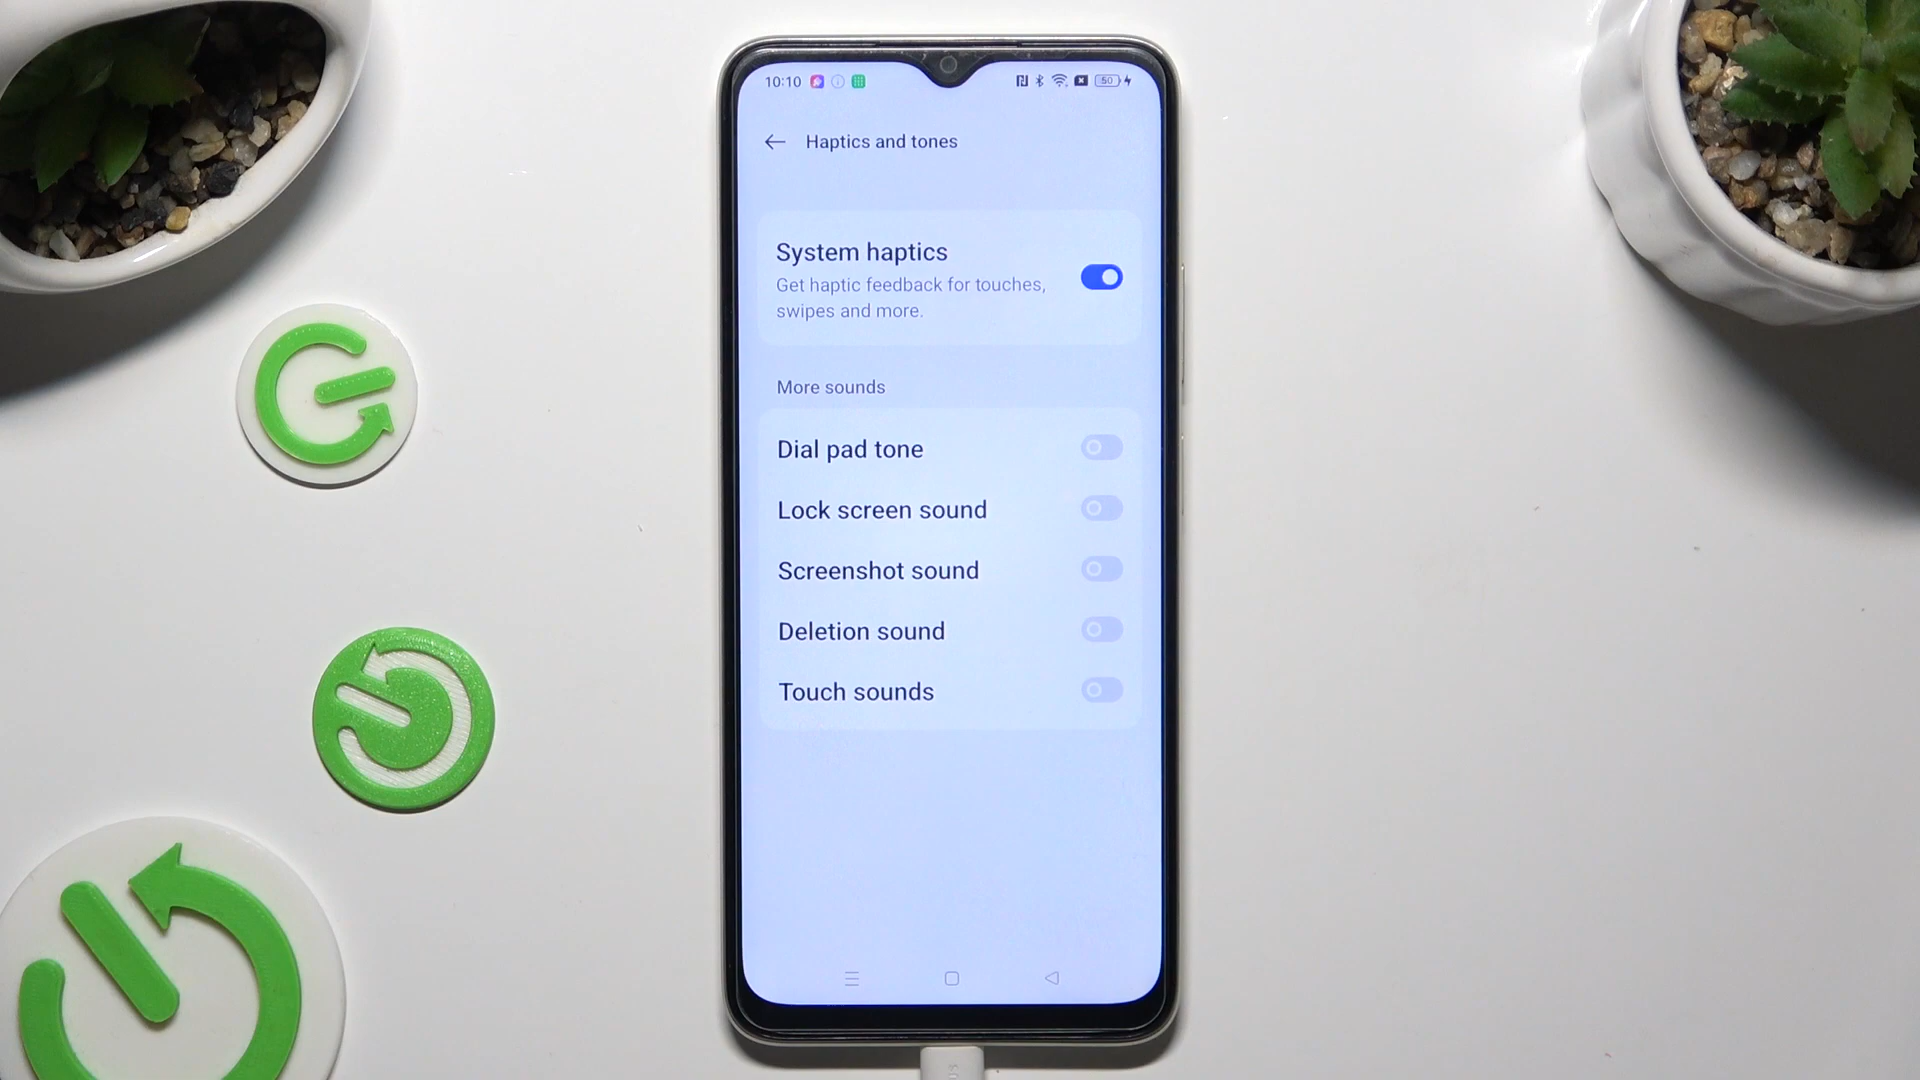 10:10
50
Haptics and tones
System haptics
Get haptic feedback for touches,
swipes and more.
More sounds
Dial pad tone
Lock screen sound
Screenshot sound
Deletion sound
Touch sounds